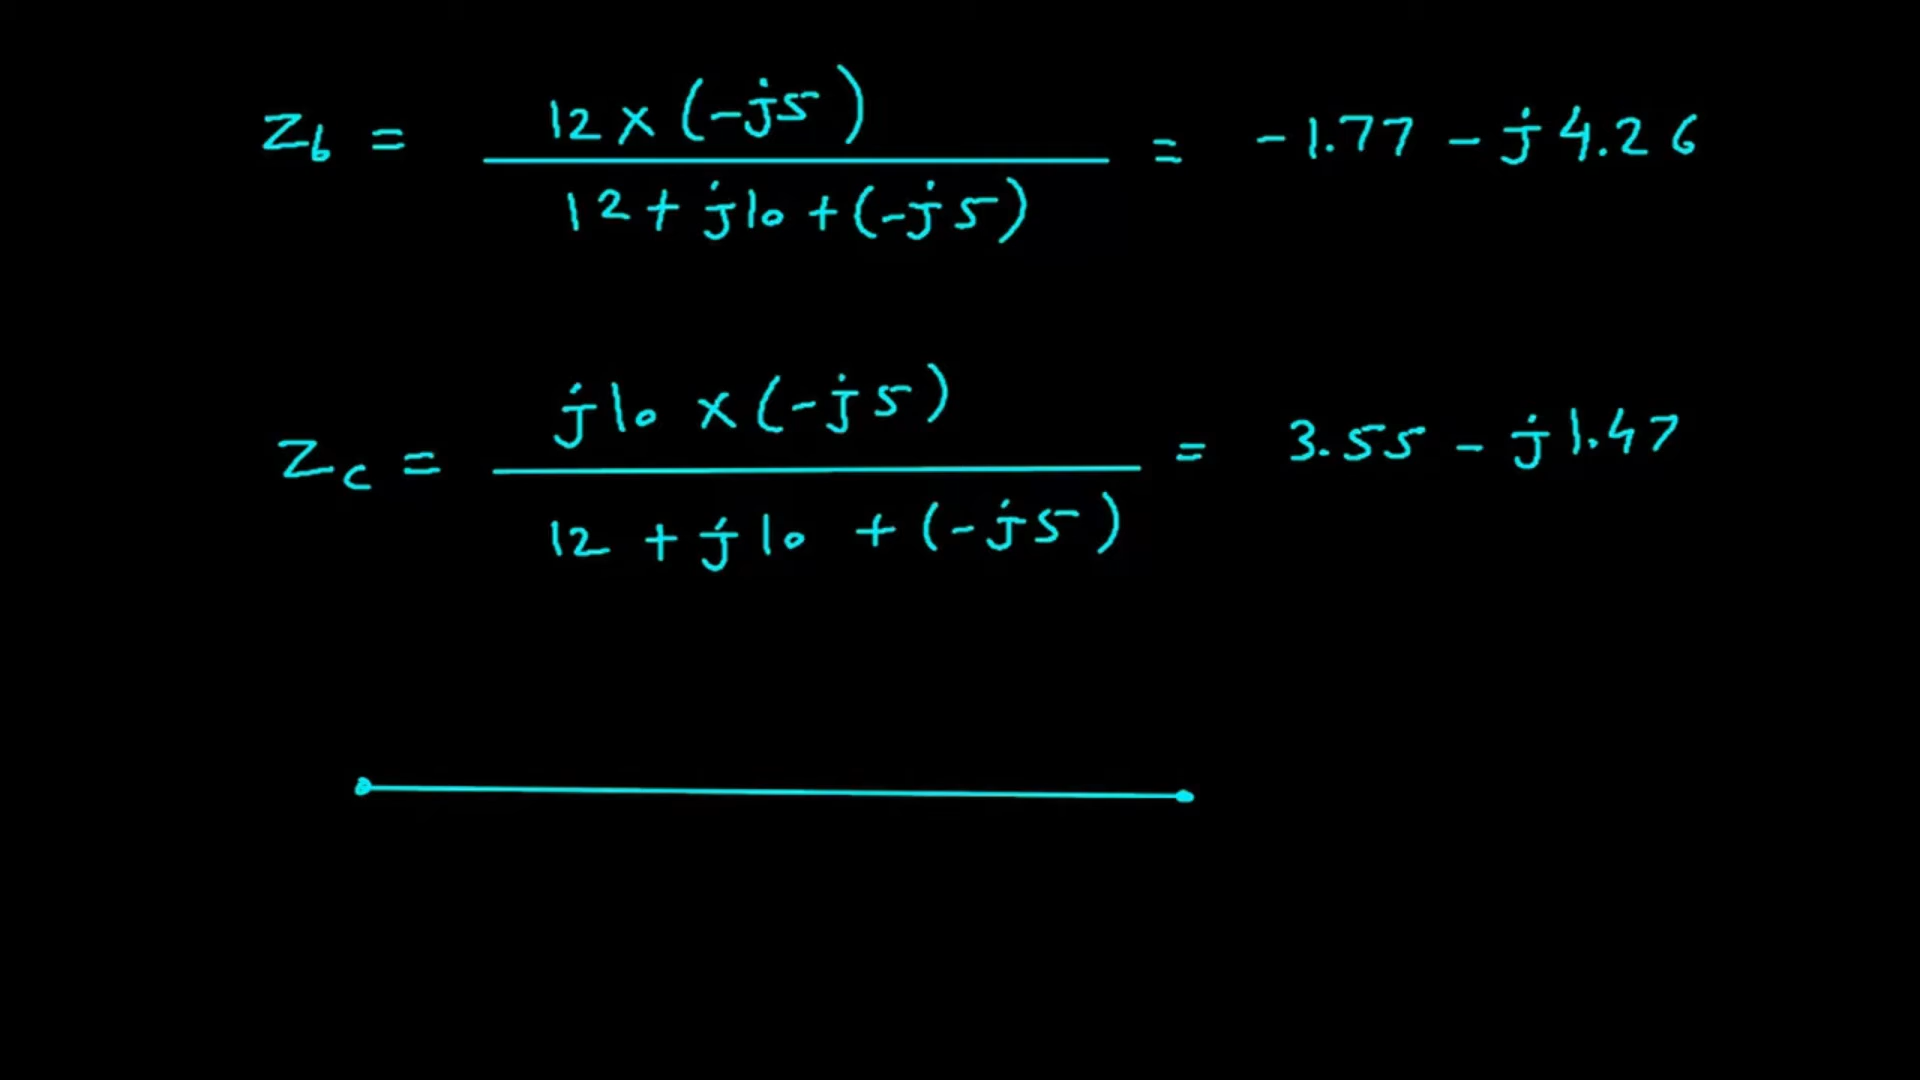 Zb = 12 x (-j5) / 12 + j10 + (-j5) = -1.77 - j4.26
Zc = j10 x (-j5) / 12 + j10 + (-j5) = 3.55 - j1.47